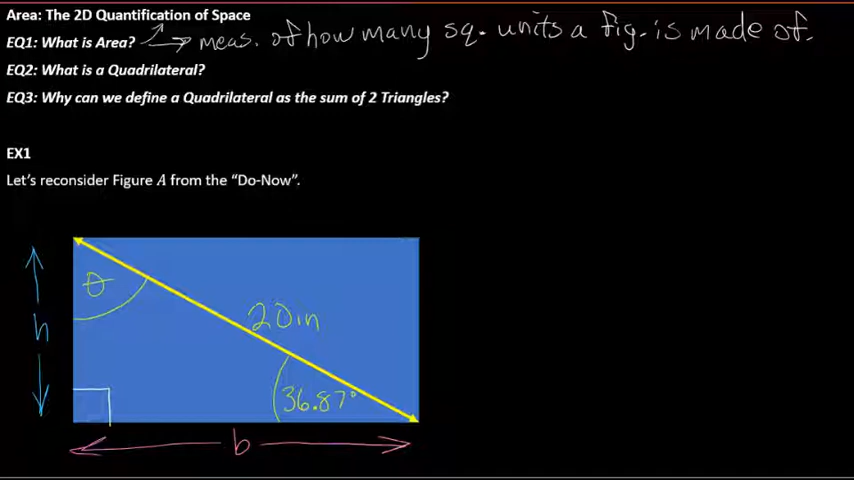 Area: The 2D Quantification of Space
EQ1: What is Area? meas. of how many sq. units a fig. is made of.
EQ2: What is a Quadrilateral?
EQ3: Why can we define a Quadrilateral as the sum of 2 Triangles?
EX1
Let's reconsider Figure A from the “Do-Now”.
θ
20in
h
36.87°
b